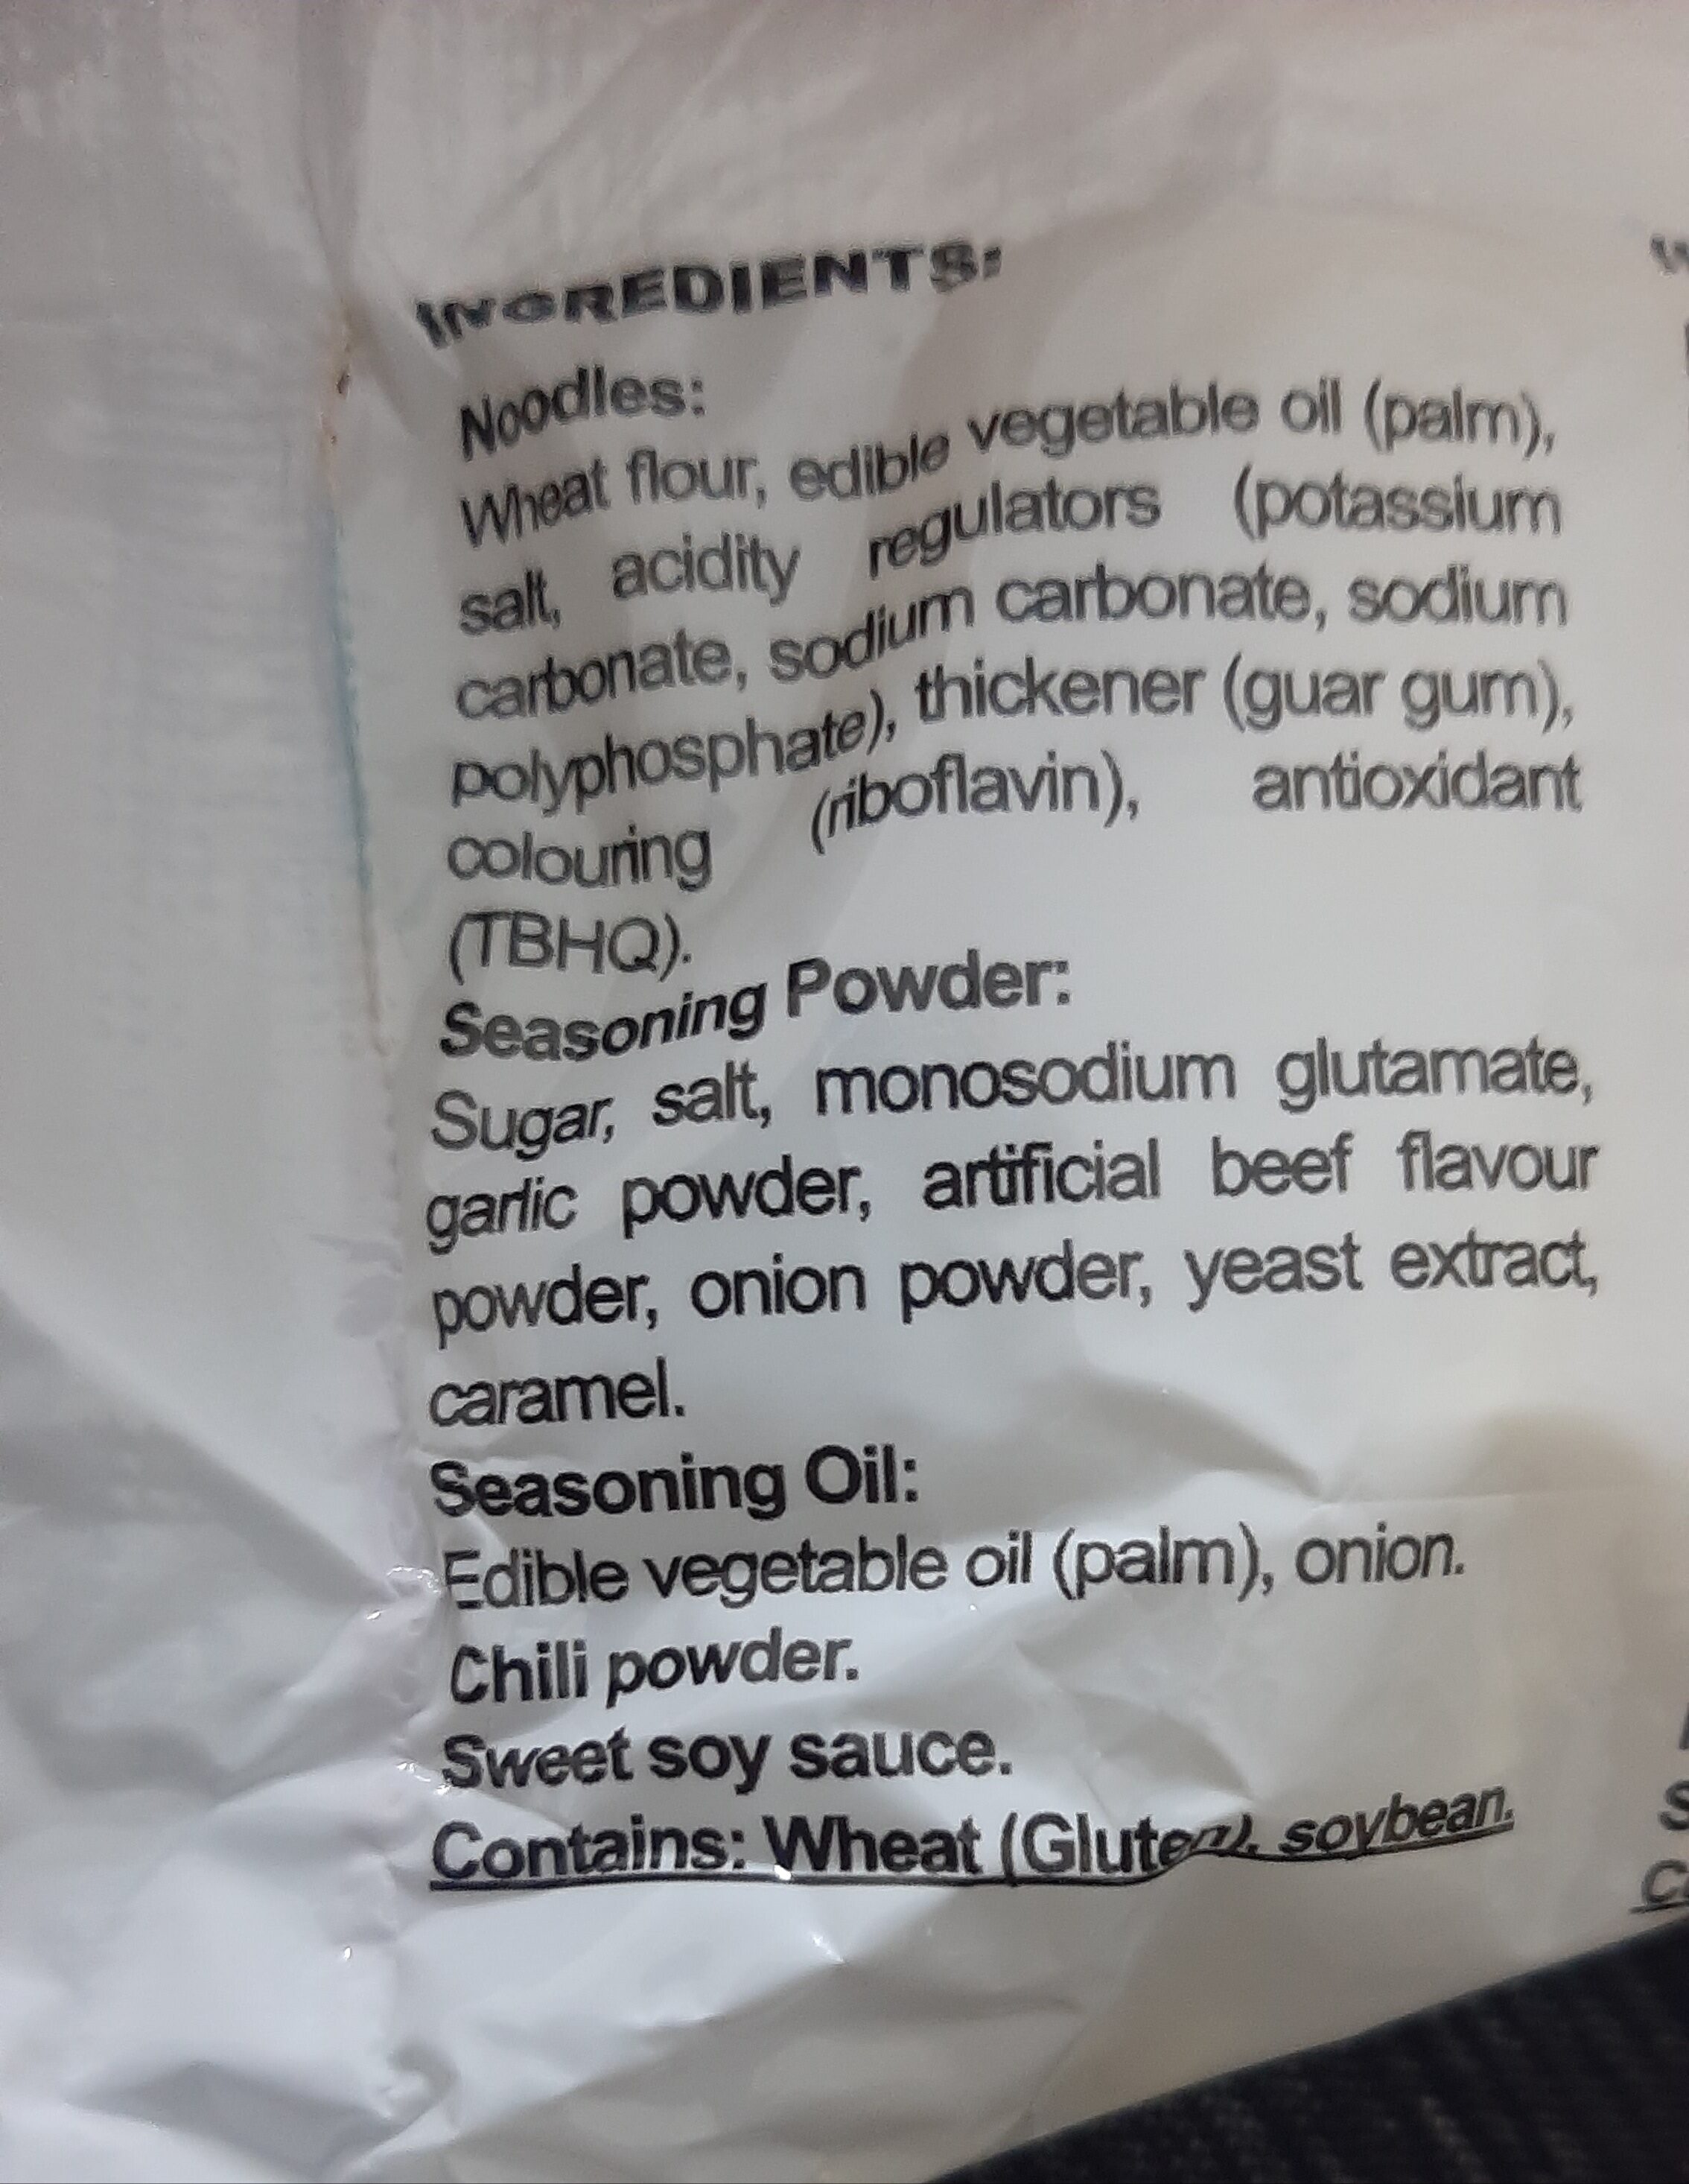 INGREDIENTS:
Noodles:
Wheat flour, edible vegetable oil (palm),
salt, acidity regulators (potassium
carbonate, sodium carbonate, sodium
polyphosphate), thickener (guar gum),
colouring (riboflavin), antioxidant
(TBHQ).
Seasoning Powder:
Sugar, salt, monosodium glutamate,
garlic powder, artificial beef flavour
powder, onion powder, yeast extract,
caramel.
Seasoning Oil:
Edible vegetable oil (palm), onion.
Chili powder.
Sweet soy sauce.
Contains: Wheat (Gluten), soybean.